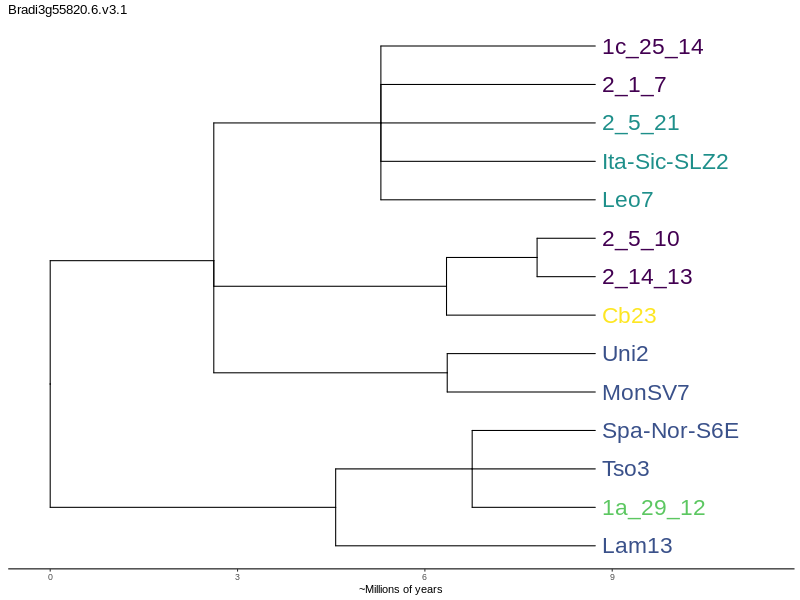 Bradi3g55820.6.v3.1
1c_25_14
2_1_7
2_5_21
Ita-Sic-SLZ2
Leo7
2_5_10
2_14_13
Cb23
Uni2
MonSV7
Spa-Nor-S6E
Tso3
1a_29_12
Lam13
0 3 6 9
~Millions of years